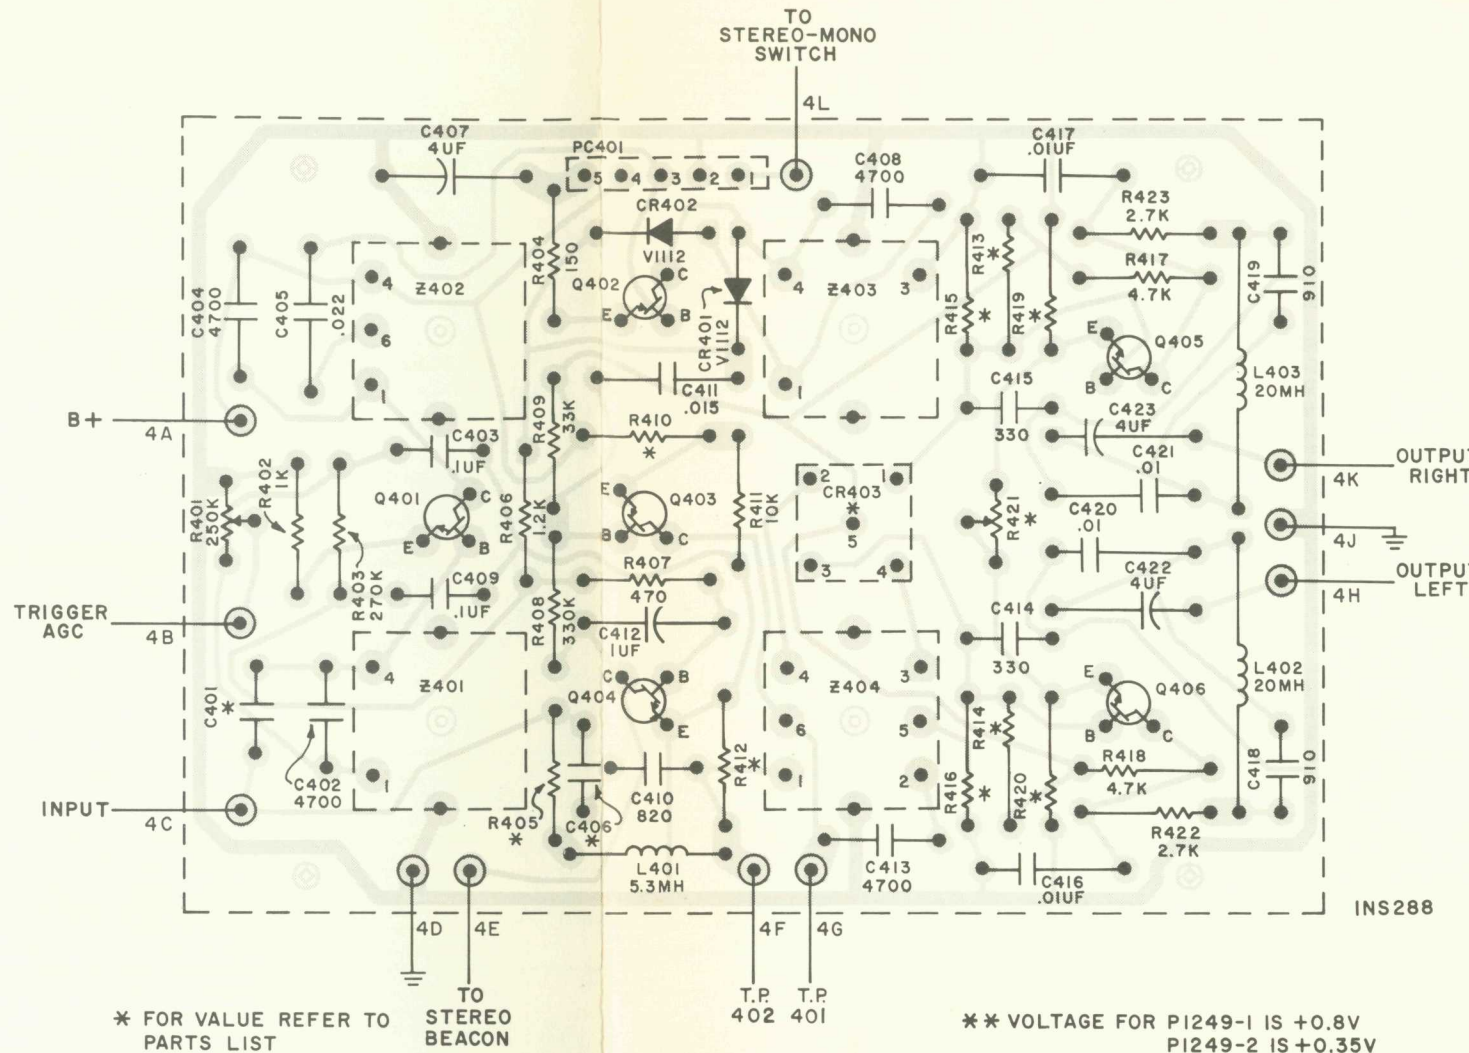 TO
STEREO-MONO
SWITCH
4L
C407
4UF
PC401
5 4 3 2 1
C408
4700
C417
.01UF
R423
2.7K
CR402
V1112
R404
150
Q402
C
E
B
CR401
V1112
Z402
4
6
1
Z403
4
3
1
R413
*
R415
*
R419
*
R417
4.7K
C419
910
C404
4700
C405
.022
E
Q405
B
C
L403
20MH
C411
.015
C415
330
C423
4UF
B+
4A
R409
33K
R410
*
C403
.1UF
C421
.01
OUTPUT
RIGHT
4K
R401
250K
R402
1K
R403
270K
Q401
C
E
B
R406
1.2K
E
Q403
B
C
R411
10K
2
1
CR403
*
5
3
4
R421
*
C420
.01
4J
R407
470
C409
.1UF
C422
4UF
OUTPUT
LEFT
4H
TRIGGER
AGC
4B
R408
330K
C412
1UF
C414
330
Z401
4
1
C
B
Q404
E
Z404
4
3
6
5
1
2
L402
20MH
E
Q406
B
C
C401
*
C402
4700
R412
*
R414
*
R416
*
R420
*
R418
4.7K
C418
910
INPUT
4C
R405
*
C406
*
C410
820
R422
2.7K
L401
5.3MH
C413
4700
C416
.01UF
INS288
4D
4E
4F
4G
TO
STEREO
BEACON
T.P.
402
T.P.
401
* FOR VALUE REFER TO
PARTS LIST
** VOLTAGE FOR P1249-1 IS +0.8V
P1249-2 IS +0.35V